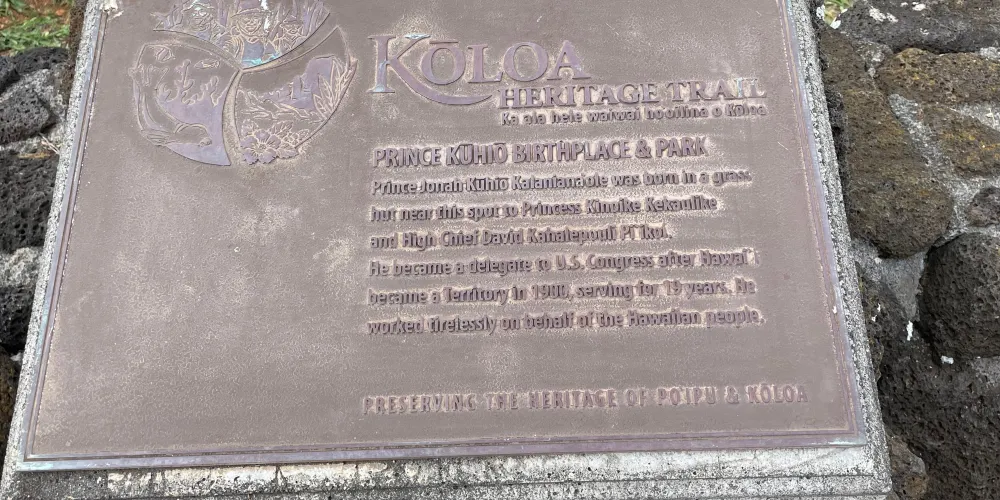 KŌLOA
HERITAGE TRAIL
Ka ala hele waiwai hoʻoilina o Kōloa
PRINCE KŪHIŌ BIRTHPLACE & PARK
Prince Jonah Kūhiō Kalanianaʻole was born in a grass
hut near this spot to Princess Kinoike Kekaulike
and High Chief David Kahalepouli Piʻikoi.
He became a delegate to U.S. Congress after Hawaiʻi
became a Territory in 1900, serving for 19 years. He
worked tirelessly on behalf of the Hawaiian people.
PRESERVING THE HERITAGE OF POʻIPŪ & KŌLOA